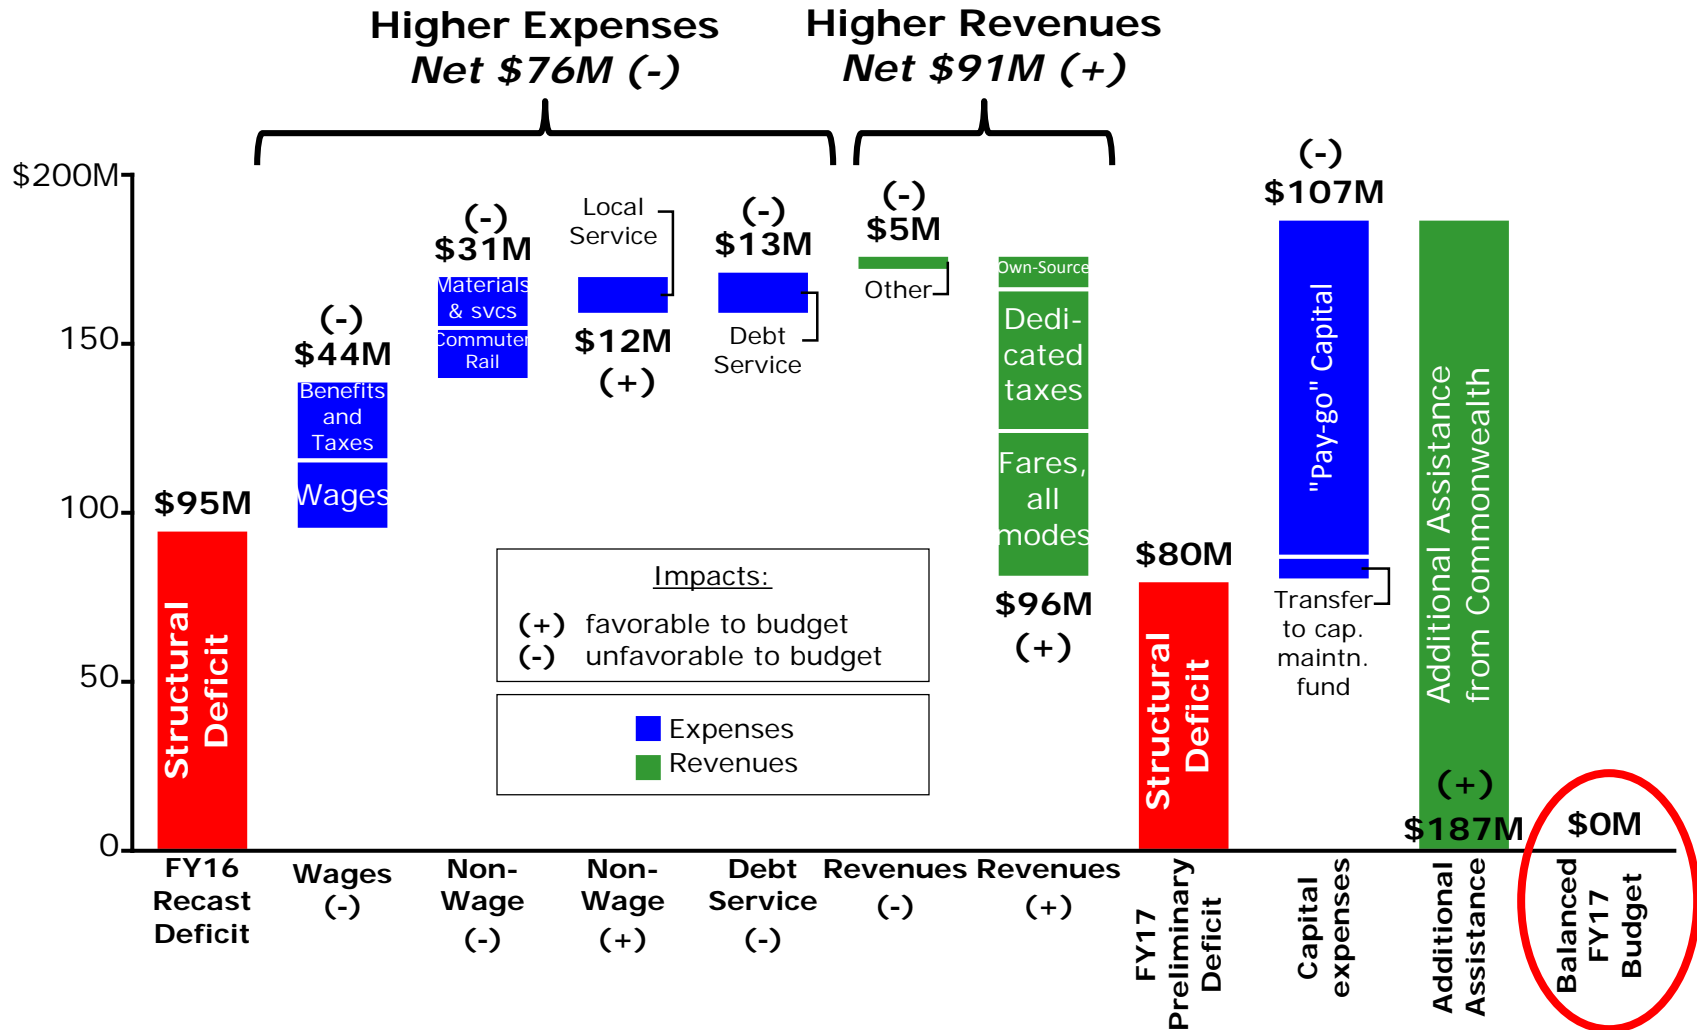 Higher Expenses
Net $76M (-)
Higher Revenues
Net $91M (+)
$200M
150
100
50
0
$95M
Structural
Deficit
(-)
$44M
Benefits
and
Taxes
Wages
(-)
$31M
Materials
& svcs
Commuter
Rail
Local
Service
$12M
(+)
(-)
$13M
Debt
Service
(-)
$5M
Other
Own-Source
Dedi-
cated
taxes
Fares,
all
modes
$96M
(+)
$80M
Structural
Deficit
(-)
$107M
"Pay-go" Capital
Transfer
to cap.
maintn.
fund
Additional Assistance
from Commonwealth
(+)
$187M
$0M
Impacts:
(+) favorable to budget
(-) unfavorable to budget
Expenses
Revenues
FY16
Recast
Deficit
Wages
(-)
Non-
Wage
(-)
Non-
Wage
(+)
Debt
Service
(-)
Revenues
(-)
Revenues
(+)
FY17
Preliminary
Deficit
Capital
expenses
Additional
Assistance
Balanced
FY17
Budget